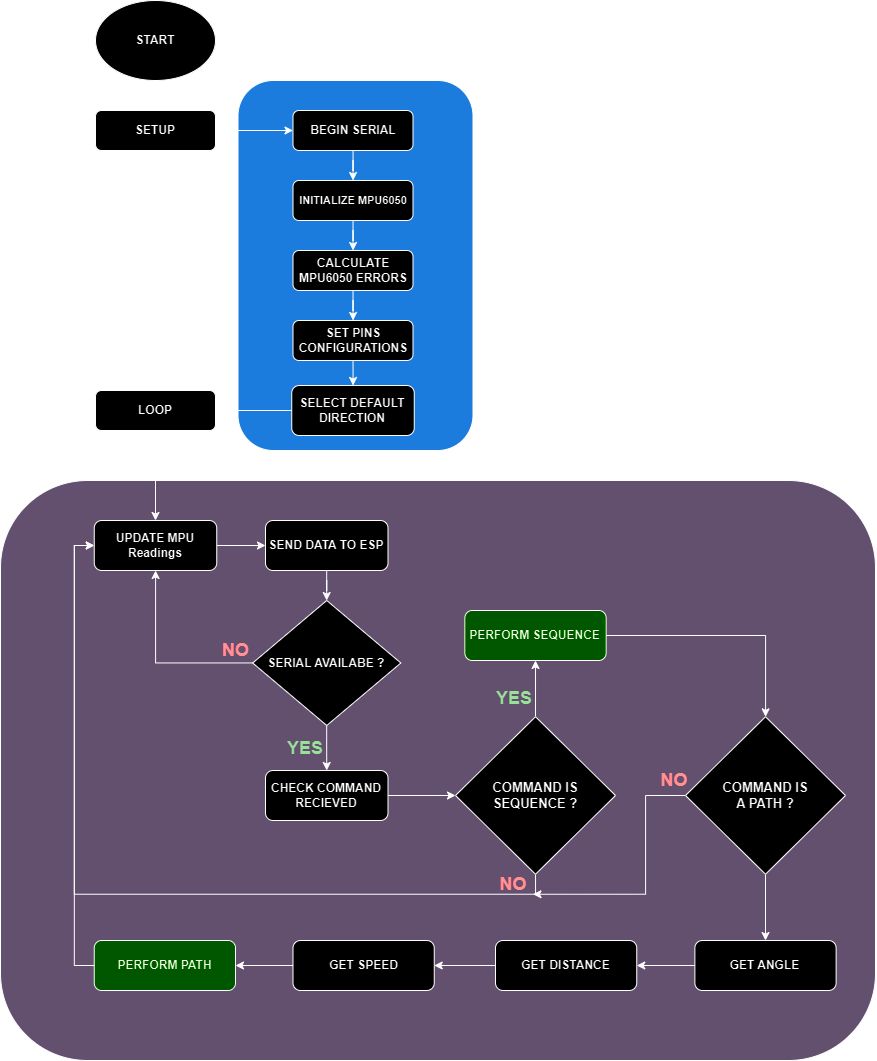 START
SETUP
BEGIN SERIAL
INITIALIZE MPU6050
CALCULATE
MPU6050 ERRORS
SET PINS
CONFIGURATIONS
LOOP
SELECT DEFAULT
DIRECTION
UPDATE MPU
Readings
SEND DATA TO ESP
NO
SERIAL AVAILABE ?
YES
CHECK COMMAND
RECIEVED
PERFORM SEQUENCE
YES
COMMAND IS
SEQUENCE ?
NO
NO
COMMAND IS
A PATH ?
GET ANGLE
GET DISTANCE
GET SPEED
PERFORM PATH